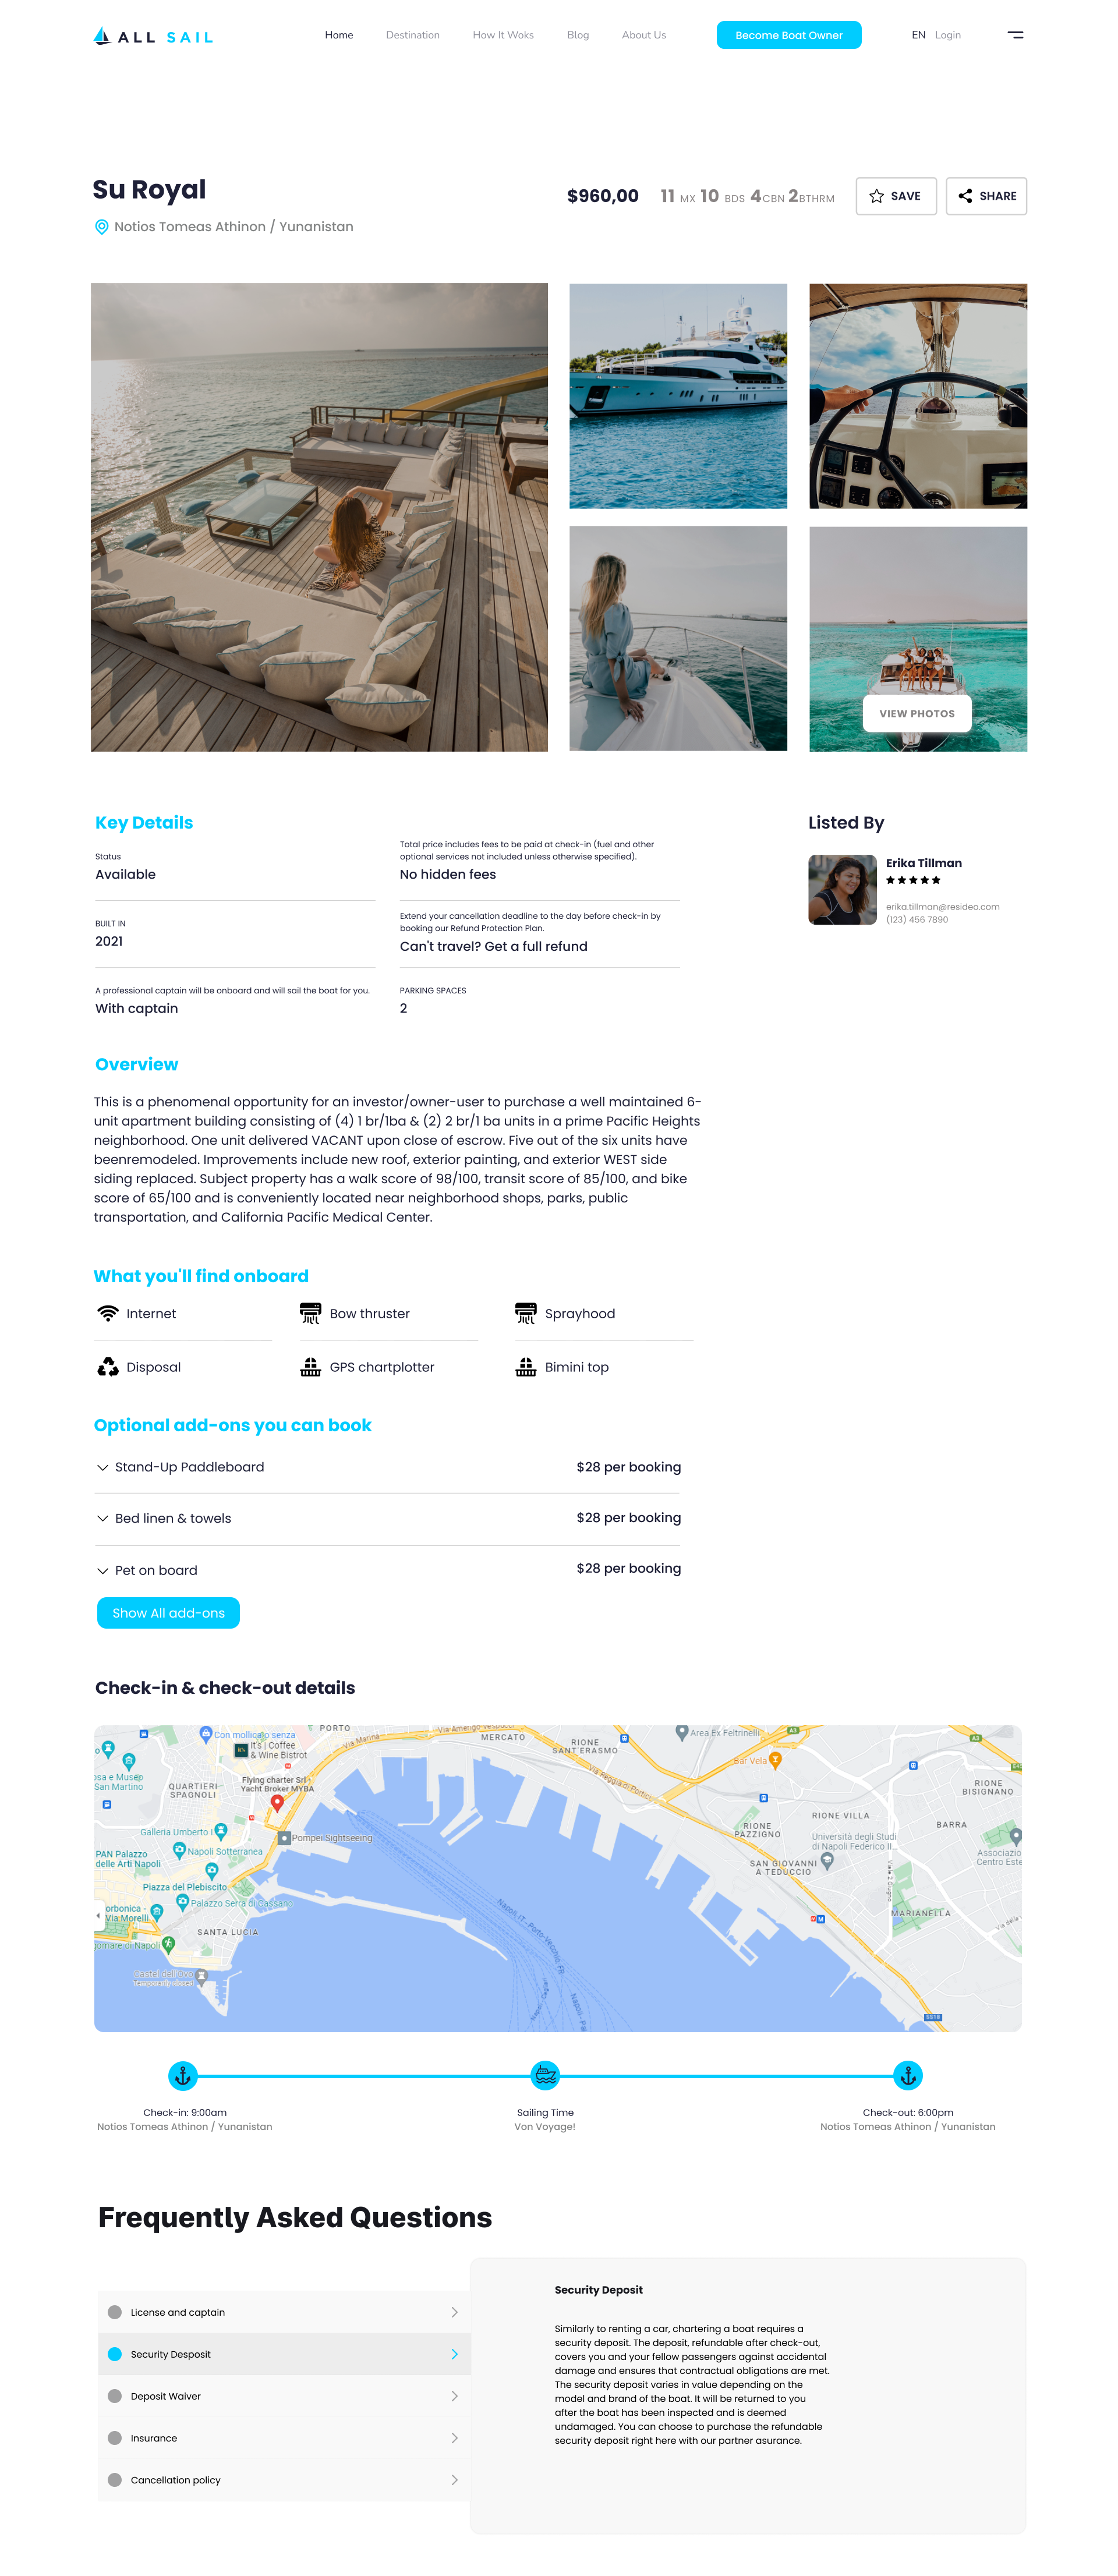 ALL SAIL
Home Destination How It Woks Blog About Us Become Boat Owner EN Login
Su Royal
$960,00 11 MX 10 BDS 4CBN 2BTHRM SAVE SHARE
Notios Tomeas Athinon / Yunanistan
VIEW PHOTOS
Key Details
Status
Available
Total price includes fees to be paid at check-in (fuel and other
optional services not included unless otherwise specified).
No hidden fees
BUILT IN
2021
Extend your cancellation deadline to the day before check-in by
booking our Refund Protection Plan.
Can't travel? Get a full refund
A professional captain will be onboard and will sail the boat for you.
With captain
PARKING SPACES
2
Listed By
Erika Tillman
erika.tillman@resideo.com
(123) 456 7890
Overview
This is a phenomenal opportunity for an investor/owner-user to purchase a well maintained 6-
unit apartment building consisting of (4) 1 br/1ba & (2) 2 br/1 ba units in a prime Pacific Heights
neighborhood. One unit delivered VACANT upon close of escrow. Five out of the six units have
beenremodeled. Improvements include new roof, exterior painting, and exterior WEST side
siding replaced. Subject property has a walk score of 98/100, transit score of 85/100, and bike
score of 65/100 and is conveniently located near neighborhood shops, parks, public
transportation, and California Pacific Medical Center.
What you'll find onboard
Internet Bow thruster Sprayhood
Disposal GPS chartplotter Bimini top
Optional add-ons you can book
Stand-Up Paddleboard $28 per booking
Bed linen & towels $28 per booking
Pet on board $28 per booking
Show All add-ons
Check-in & check-out details
Con mollica|o senza
It's | Coffee
& Wine Bistrot
PORTO
Via Marina
MERCATO
RIONE
SANT'ERASMO
Area Ex Feltrinelli
A3
A3
Bar Vela
Via Reggia di Portici
San Martino
QUARTIERI
SPAGNOLI
Flying charter Srl -
Yacht Broker MYBA
Galleria Umberto I
Pompei Sightseeing
PAN Palazzo
delle Arti Napoli
Napoli Sotterranea
Piazza del Plebiscito
Palazzo Serra di Cassano
orbonica -
Via Morelli
SANTA LUCIA
gomare di Napoli
Castel dell'Ovo
Temporarily closed
RIONE
PAZZIGNO
RIONE VILLA
Università degli Studi
di Napoli Federico II...
SAN GIOVANNI
A TEDUCCIO
BARRA
RIONE
BISIGNANO
Associazio
Centro Este
MARIANELLA
Check-in: 9:00am Sailing Time Check-out: 6:00pm
Notios Tomeas Athinon / Yunanistan Von Voyage! Notios Tomeas Athinon / Yunanistan
Frequently Asked Questions
License and captain
Security Desposit
Deposit Waiver
Insurance
Cancellation policy
Security Deposit
Similarly to renting a car, chartering a boat requires a
security deposit. The deposit, refundable after check-out,
covers you and your fellow passengers against accidental
damage and ensures that contractual obligations are met.
The security deposit varies in value depending on the
model and brand of the boat. It will be returned to you
after the boat has been inspected and is deemed
undamaged. You can choose to purchase the refundable
security deposit right here with our partner asurance.